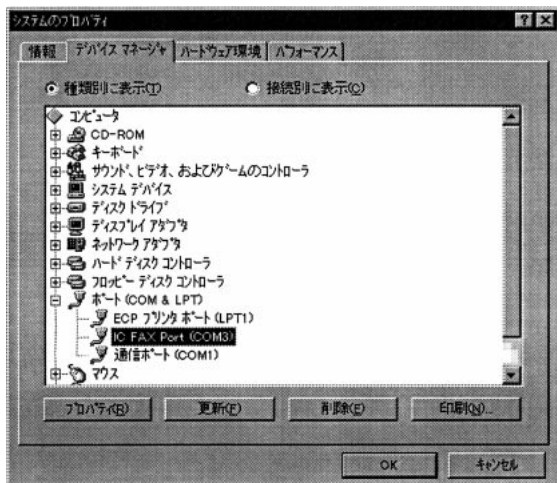 システムのプロパティ
情報 デバイス マネージャ ハードウェア環境 パフォーマンス
種類別に表示(T) 接続別に表示(C)
コンピュータ
CD-ROM
キーボード
サウンド、ビデオ、およびゲームのコントローラ
システム デバイス
ディスク ドライブ
ディスプレイ アダプタ
ネットワーク アダプタ
ハード ディスク コントローラ
フロッピー ディスク コントローラ
ポート (COM & LPT)
ECP プリンタ ポート (LPT1)
IC FAX Port (COM3)
通信ポート (COM1)
マウス
プロパティ(R) 更新(F) 削除(E) 印刷(N)...
OK キャンセル